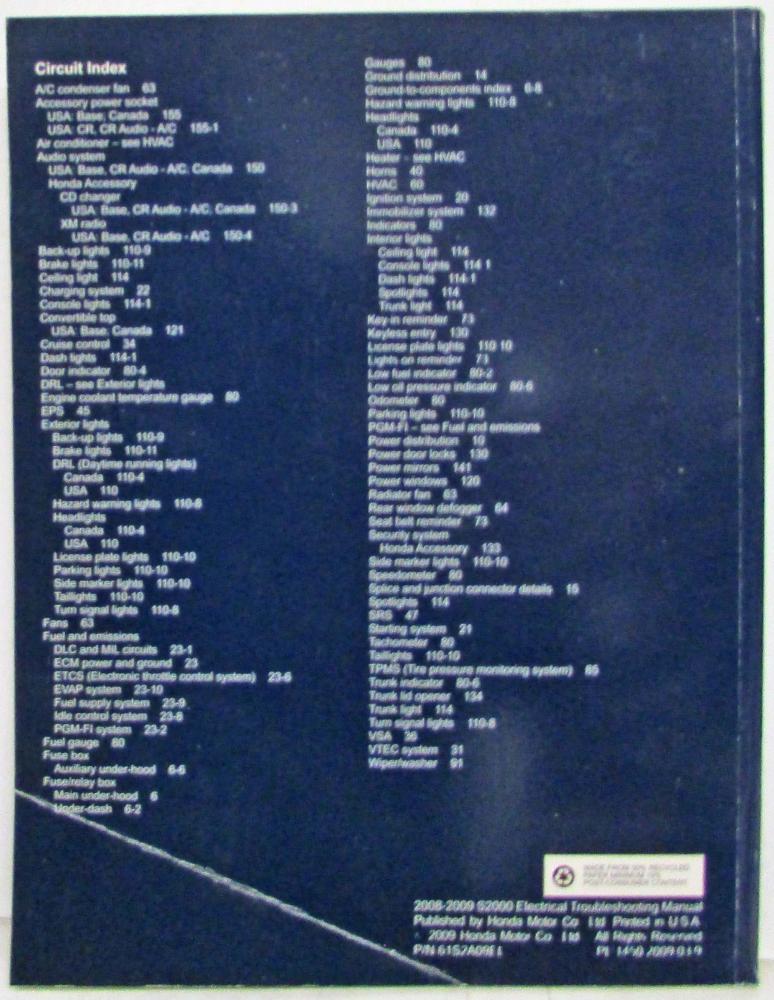 Circuit Index
A/C condenser fan 63
Accessory power socket
USA: Base, Canada 155
USA: CR, CR Audio - A/C 155-1
Air conditioner – see HVAC
Audio system
USA: Base, CR Audio - A/C, Canada 150
Honda Accessory
CD changer
USA: Base, CR Audio - A/C, Canada 150-3
XM radio
USA: Base, CR Audio - A/C 150-4
Back-up lights 110-9
Brake lights 110-11
Ceiling light 114
Charging system 22
Console lights 114-1
Convertible top
USA: Base, Canada 121
Cruise control 34
Dash lights 114-1
Door indicator 80-4
DRL – see Exterior lights
Engine coolant temperature gauge 80
EPS 45
Exterior lights
Back-up lights 110-9
Brake lights 110-11
DRL (Daytime running lights)
Canada 110-4
USA 110
Hazard warning lights 110-8
Headlights
Canada 110-4
USA 110
License plate lights 110-10
Parking lights 110-10
Side marker lights 110-10
Taillights 110-10
Turn signal lights 110-8
Fans 63
Fuel and emissions
DLC and MIL circuits 23-1
ECM power and ground 23
ETCS (Electronic throttle control system) 23-6
EVAP system 23-10
Fuel supply system 23-9
Idle control system 23-8
PGM-FI system 23-2
Fuel gauge 80
Fuse box
Auxiliary under-hood 6-6
Fuse/relay box
Main under-hood 6
Under-dash 6-2
Gauges 80
Ground distribution 14
Ground-to-components index 6-8
Hazard warning lights 110-8
Headlights
Canada 110-4
USA 110
Heater – see HVAC
Horns 40
HVAC 60
Ignition system 20
Immobilizer system 132
Indicators 80
Interior lights
Ceiling light 114
Console lights 114 1
Dash lights 114-1
Spotlights 114
Trunk light 114
Key-in reminder 73
Keyless entry 130
License plate lights 110 10
Lights on reminder 73
Low fuel indicator 80-2
Low oil pressure indicator 80-6
Odometer 80
Parking lights 110-10
PGM-FI – see Fuel and emissions
Power distribution 10
Power door locks 130
Power mirrors 141
Power windows 120
Radiator fan 63
Rear window defogger 64
Seat belt reminder 73
Security system
Honda Accessory 133
Side marker lights 110-10
Speedometer 80
Splice and junction connector details 15
Spotlights 114
SRS 47
Starting system 21
Tachometer 80
Taillights 110-10
TPMS (Tire pressure monitoring system) 85
Trunk indicator 80-6
Trunk lid opener 134
Trunk light 114
Turn signal lights 110-8
VSA 36
VTEC system 31
Wiper/washer 91
MADE FROM 90% RECYCLED
PAPER MINIMUM 10%
POST-CONSUMER CONTENT
2008-2009 S2000 Electrical Troubleshooting Manual
Published by Honda Motor Co Ltd Printed in U S A
2009 Honda Motor Co Ltd All Rights Reserved
P/N 61S2A09EL